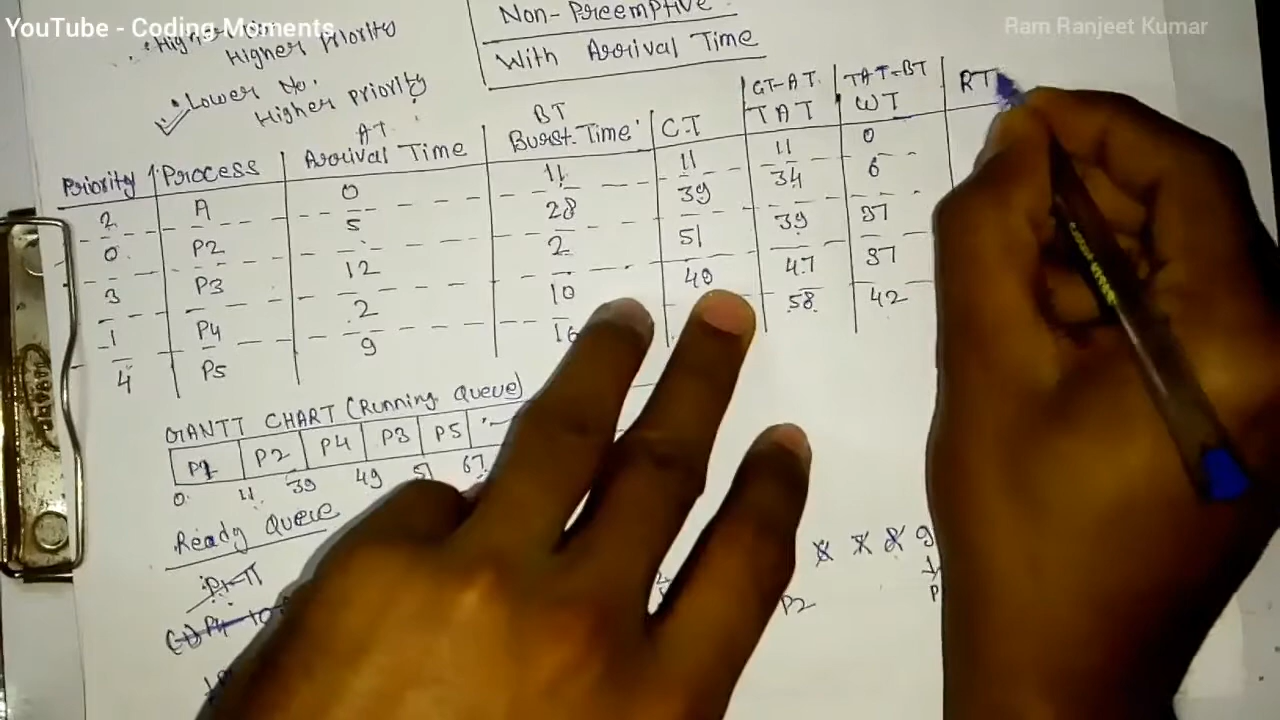 YouTube - Coding Moments
Ram Ranjeet Kumar
Non-Preemptive
With Arrival Time
Higher Priority
Lower No.
Higher Priority
Priority Process AT Arrival Time BT Burst Time C.T CT-AT. TAT TAT-BT WT RT
2 P1 0 11 11 11 0
0 P2 5 28 39 34 6
3 P3 12 2 51 39 37
1 P4 2 10 49 47 37
4 P5 9 16 58 42
GANTT CHART (Running Queue)
P1 P2 P4 P3 P5
0 11 39 49 51 67
Ready Queue
P2